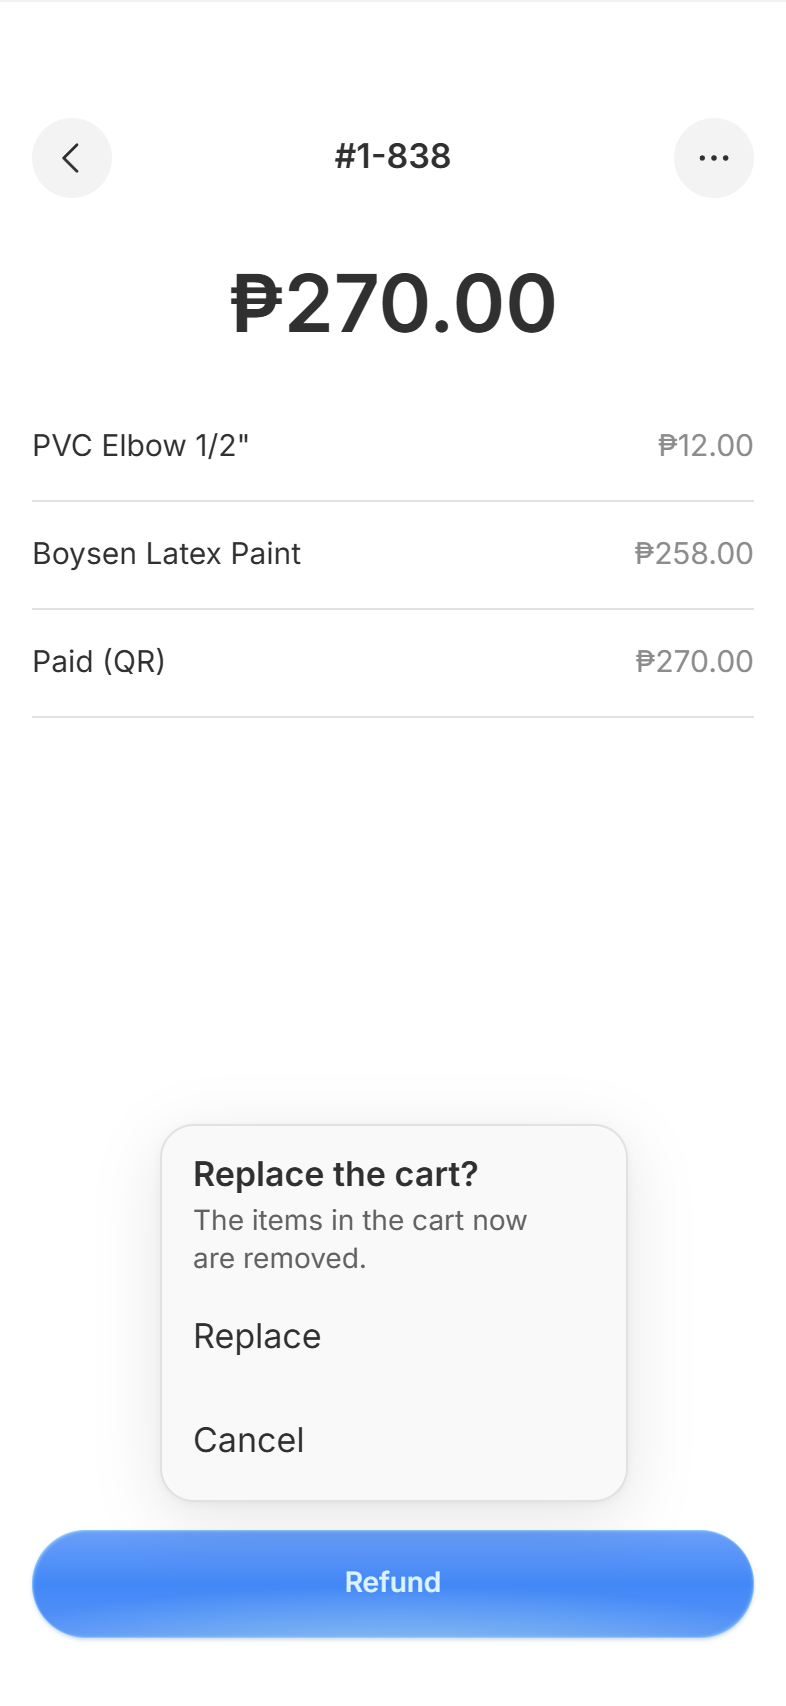 #1-838
₱270.00
PVC Elbow 1/2" ₱12.00
Boysen Latex Paint ₱258.00
Paid (QR) ₱270.00
Replace the cart?
The items in the cart now
are removed.
Replace
Cancel
Refund